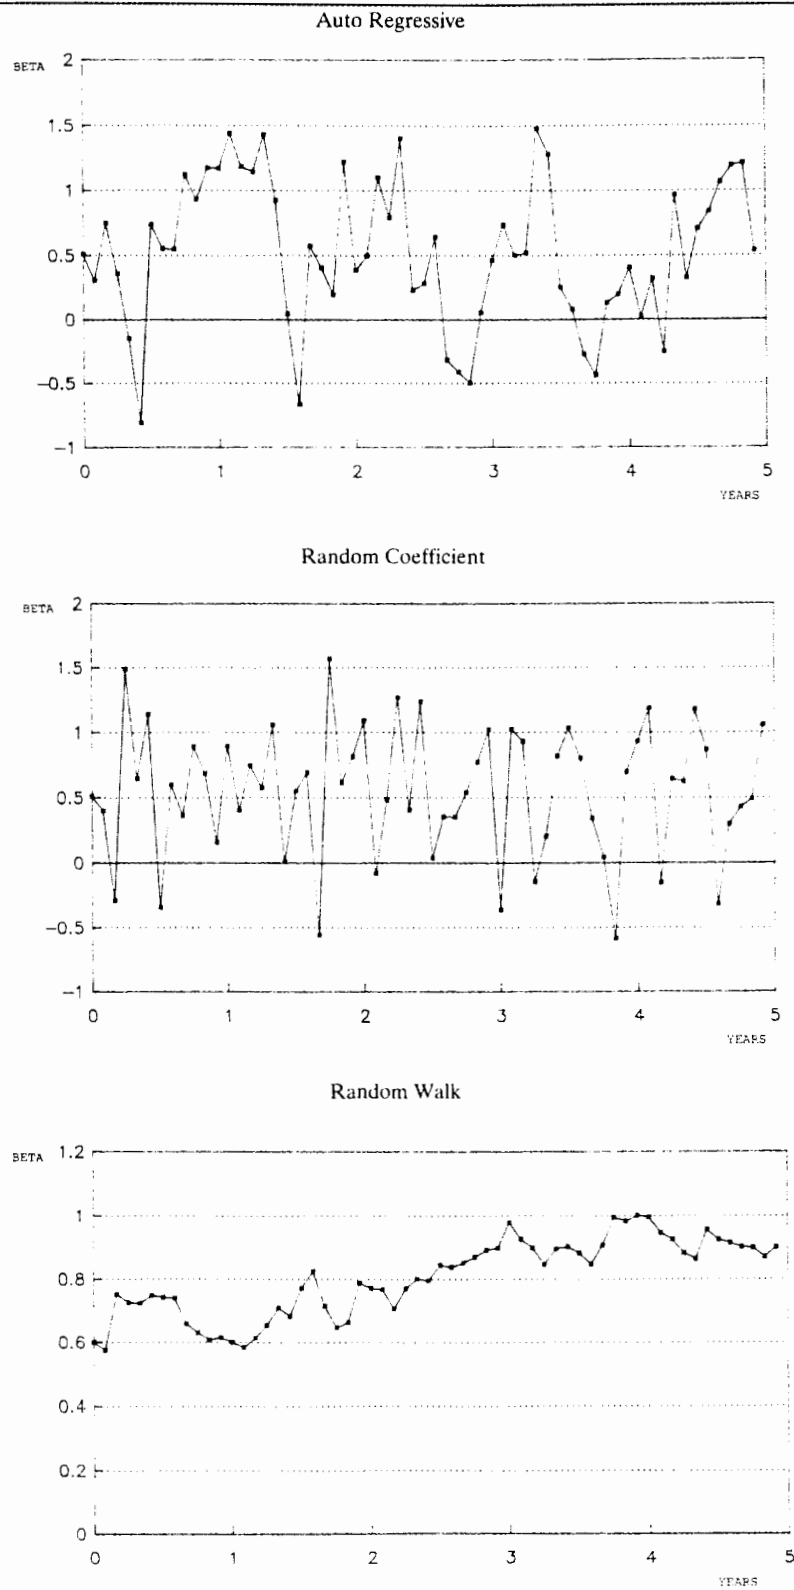 Auto Regressive
BETA 2
1.5
1
0.5
0
−0.5
−1
0 1 2 3 4 5
YEARS
Random Coefficient
BETA 2
1.5
1
0.5
0
−0.5
−1
0 1 2 3 4 5
YEARS
Random Walk
BETA 1.2
1
0.8
0.6
0.4
0.2
0
0 1 2 3 4 5
YEARS